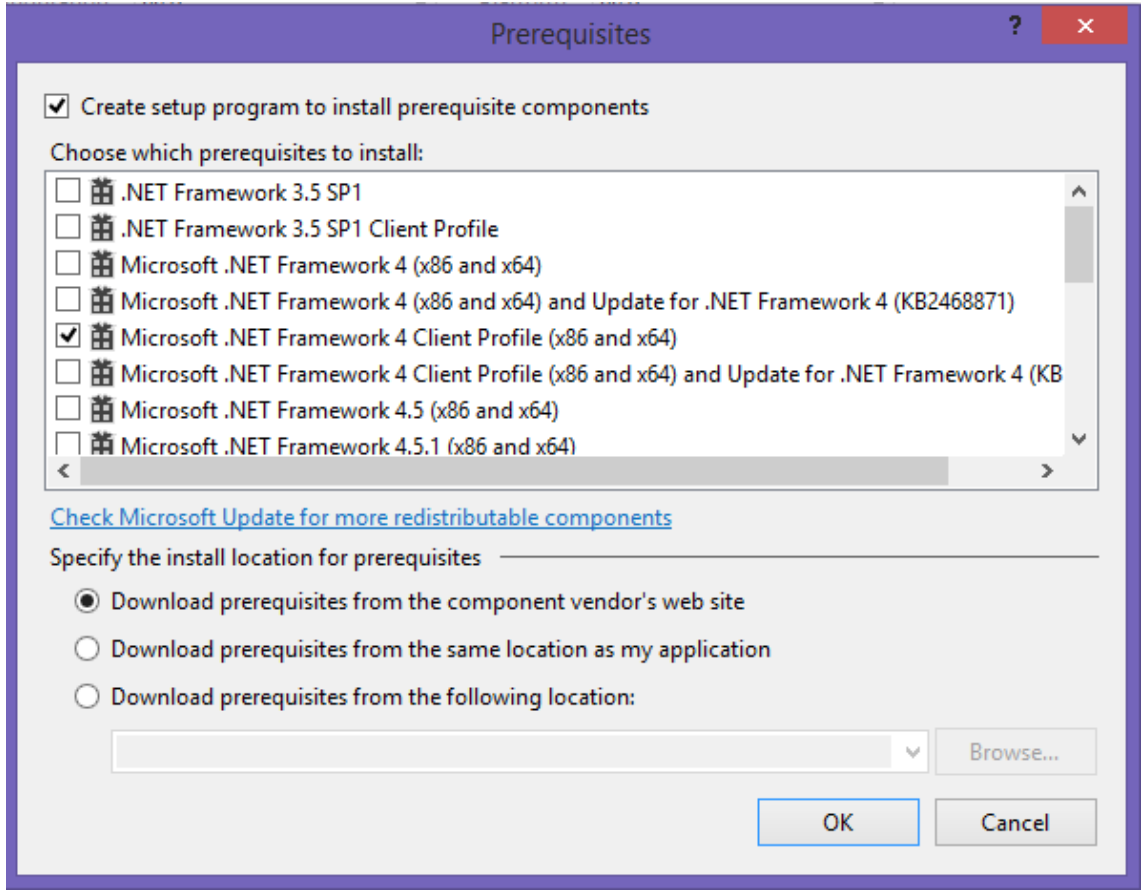 Prerequisites ?
Create setup program to install prerequisite components
Choose which prerequisites to install:
.NET Framework 3.5 SP1
.NET Framework 3.5 SP1 Client Profile
Microsoft .NET Framework 4 (x86 and x64)
Microsoft .NET Framework 4 (x86 and x64) and Update for .NET Framework 4 (KB2468871)
Microsoft .NET Framework 4 Client Profile (x86 and x64)
Microsoft .NET Framework 4 Client Profile (x86 and x64) and Update for .NET Framework 4 (KB
Microsoft .NET Framework 4.5 (x86 and x64)
Microsoft .NET Framework 4.5.1 (x86 and x64)
Check Microsoft Update for more redistributable components
Specify the install location for prerequisites
Download prerequisites from the component vendor's web site
Download prerequisites from the same location as my application
Download prerequisites from the following location:
Browse...
OK Cancel